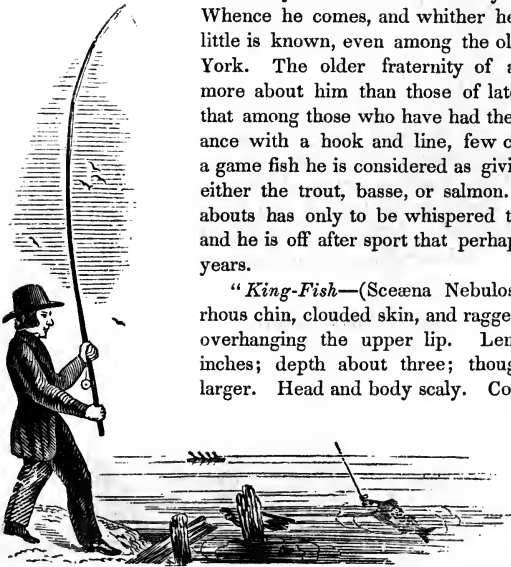 Whence he comes, and whither he
little is known, even among the ol
York. The older fraternity of a
more about him than those of late
that among those who have had the
ance with a hook and line, few c
a game fish he is considered as givi
either the trout, basse, or salmon.
abouts has only to be whispered t
and he is off after sport that perhap
years.
"King-Fish—(Sceæna Nebulos
rhous chin, clouded skin, and ragge
overhanging the upper lip. Len
inches; depth about three; thoug
larger. Head and body scaly. Co